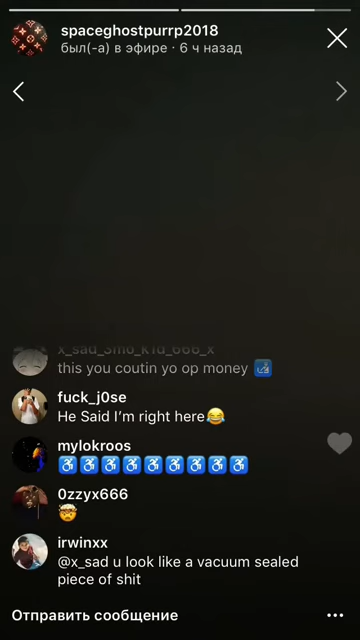 spaceghostpurrp2018
был(-а) в эфире · 6 ч назад
x_sad_3mo_k1d_666_x
this you coutin yo op money ♿
fuck_j0se
He Said I’m right here😂
mylokroos
♿♿♿♿♿♿♿♿♿
0zzyx666
🤯
irwinxx
@x_sad u look like a vacuum sealed
piece of shit
Отправить сообщение